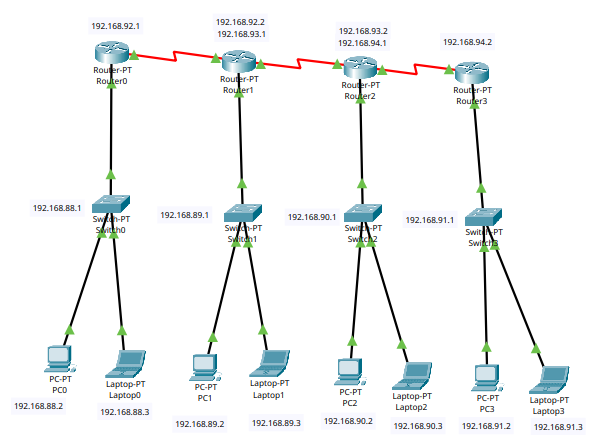 192.168.92.1
192.168.92.2
192.168.93.1
192.168.93.2
192.168.94.1
192.168.94.2
Router-PT
Router0
Router-PT
Router1
Router-PT
Router2
Router-PT
Router3
192.168.88.1
Switch-PT
Switch0
192.168.89.1
Switch-PT
Switch1
192.168.90.1
Switch-PT
Switch2
192.168.91.1
Switch-PT
Switch3
PC-PT
PC0
Laptop-PT
Laptop0
PC-PT
PC1
Laptop-PT
Laptop1
PC-PT
PC2
Laptop-PT
Laptop2
PC-PT
PC3
Laptop-PT
Laptop3
192.168.88.2
192.168.88.3
192.168.89.2
192.168.89.3
192.168.90.2
192.168.90.3
192.168.91.2
192.168.91.3